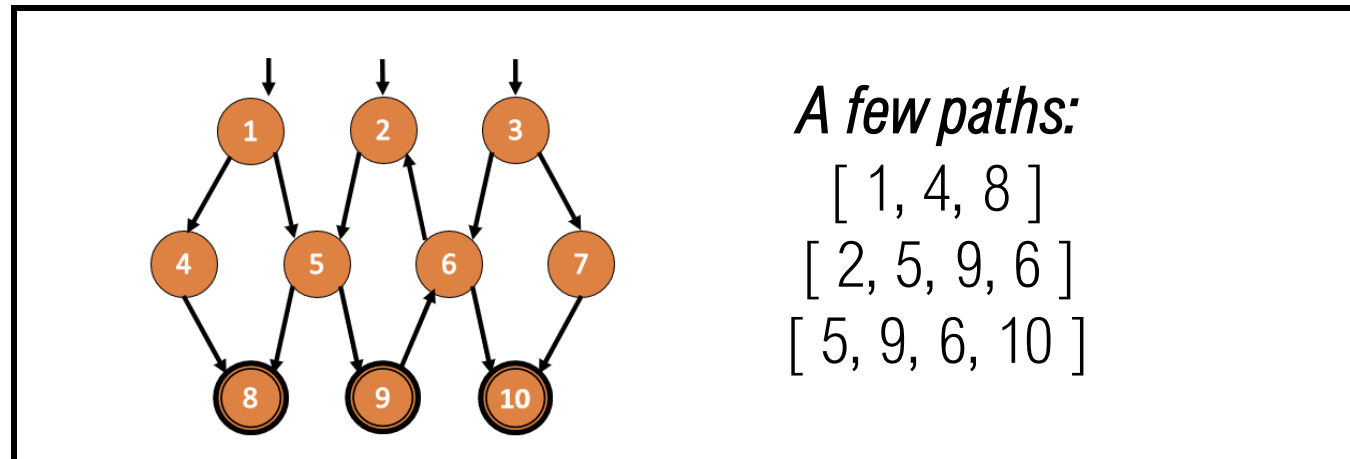 1 2 3
4 5 6 7
8 9 10
A few paths:
[ 1, 4, 8 ]
[ 2, 5, 9, 6 ]
[ 5, 9, 6, 10 ]